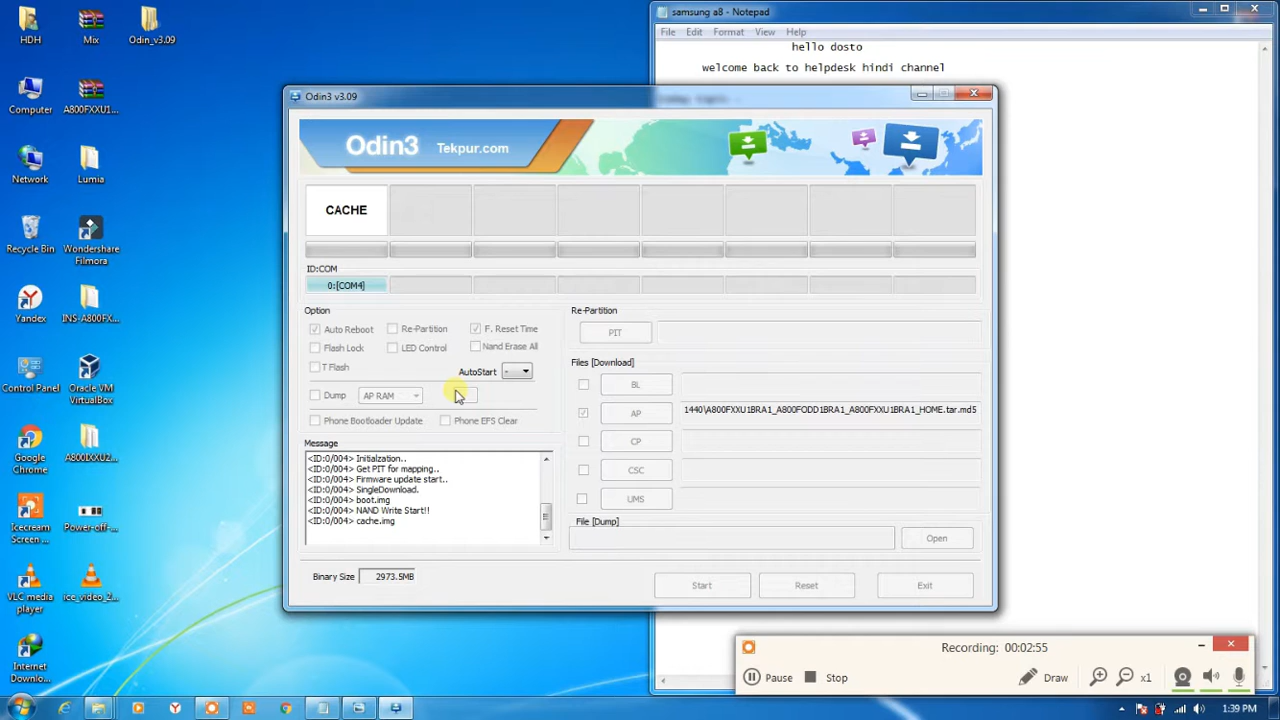 HDH
Mix
Odin_v3.09
Computer
A800FXXU1...
Network
Lumia
Recycle Bin
Wondershare
Filmora
Yandex
INS-A800FX...
Control Panel
Oracle VM
VirtualBox
Google
Chrome
A800IXXU2...
Icecream
Screen ...
Power-off-...
VLC media
player
ice_video_2...
Internet
Downlo...
samsung a8 - Notepad
File Edit Format View Help
hello dosto
welcome back to helpdesk hindi channel
Odin3 v3.09
Odin3 Tekpur.com
CACHE
ID:COM
0:[COM4]
Option
Auto Reboot Re-Partition F. Reset Time
Flash Lock LED Control Nand Erase All
T Flash
AutoStart -
Dump AP RAM
Phone Bootloader Update Phone EFS Clear
Message
<ID:0/004> Initialzation..
<ID:0/004> Get PIT for mapping..
<ID:0/004> Firmware update start..
<ID:0/004> SingleDownload.
<ID:0/004> boot.img
<ID:0/004> NAND Write Start!!
<ID:0/004> cache.img
Binary Size 2973.5MB
Re-Partition
PIT
Files [Download]
BL
AP 1440\A800FXXU1BRA1_A800FODD1BRA1_A800FXXU1BRA1_HOME.tar.md5
CP
CSC
UMS
File [Dump]
Open
Start Reset Exit
Recording: 00:02:55
Pause Stop Draw x1
1:39 PM